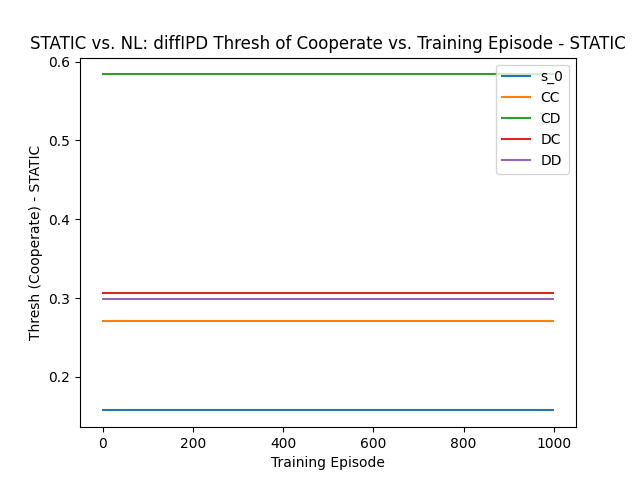 STATIC vs. NL: diffIPD Thresh of Cooperate vs. Training Episode - STATIC
s_0
CC
CD
DC
DD
0.6
0.5
0.4
0.3
0.2
Thresh (Cooperate) - STATIC
0 200 400 600 800 1000
Training Episode